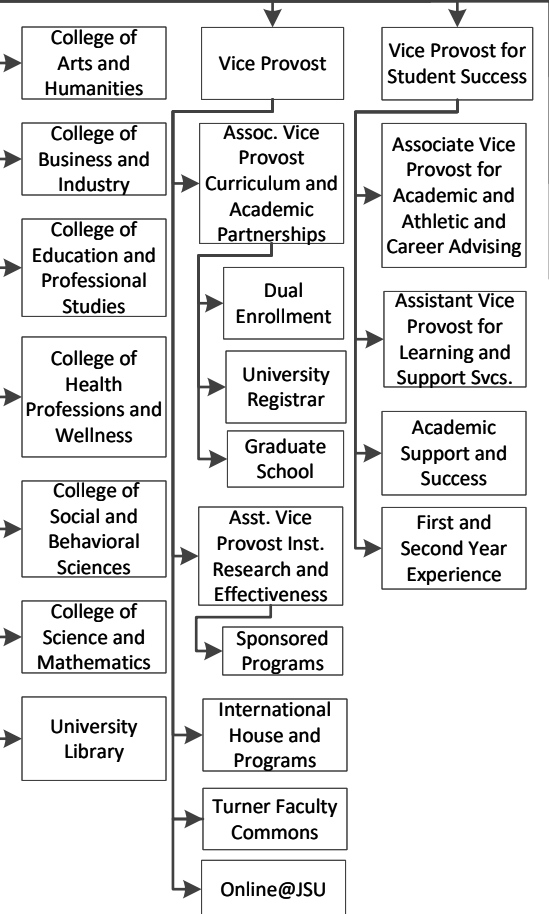 College of
Arts and
Humanities
College of
Business and
Industry
College of
Education and
Professional
Studies
College of
Health
Professions and
Wellness
College of
Social and
Behavioral
Sciences
College of
Science and
Mathematics
University
Library
Vice Provost
Assoc. Vice
Provost
Curriculum and
Academic
Partnerships
Dual
Enrollment
University
Registrar
Graduate
School
Asst. Vice
Provost Inst.
Research and
Effectiveness
Sponsored
Programs
International
House and
Programs
Turner Faculty
Commons
Online@JSU
Vice Provost for
Student Success
Associate Vice
Provost for
Academic and
Athletic and
Career Advising
Assistant Vice
Provost for
Learning and
Support Svcs.
Academic
Support and
Success
First and
Second Year
Experience